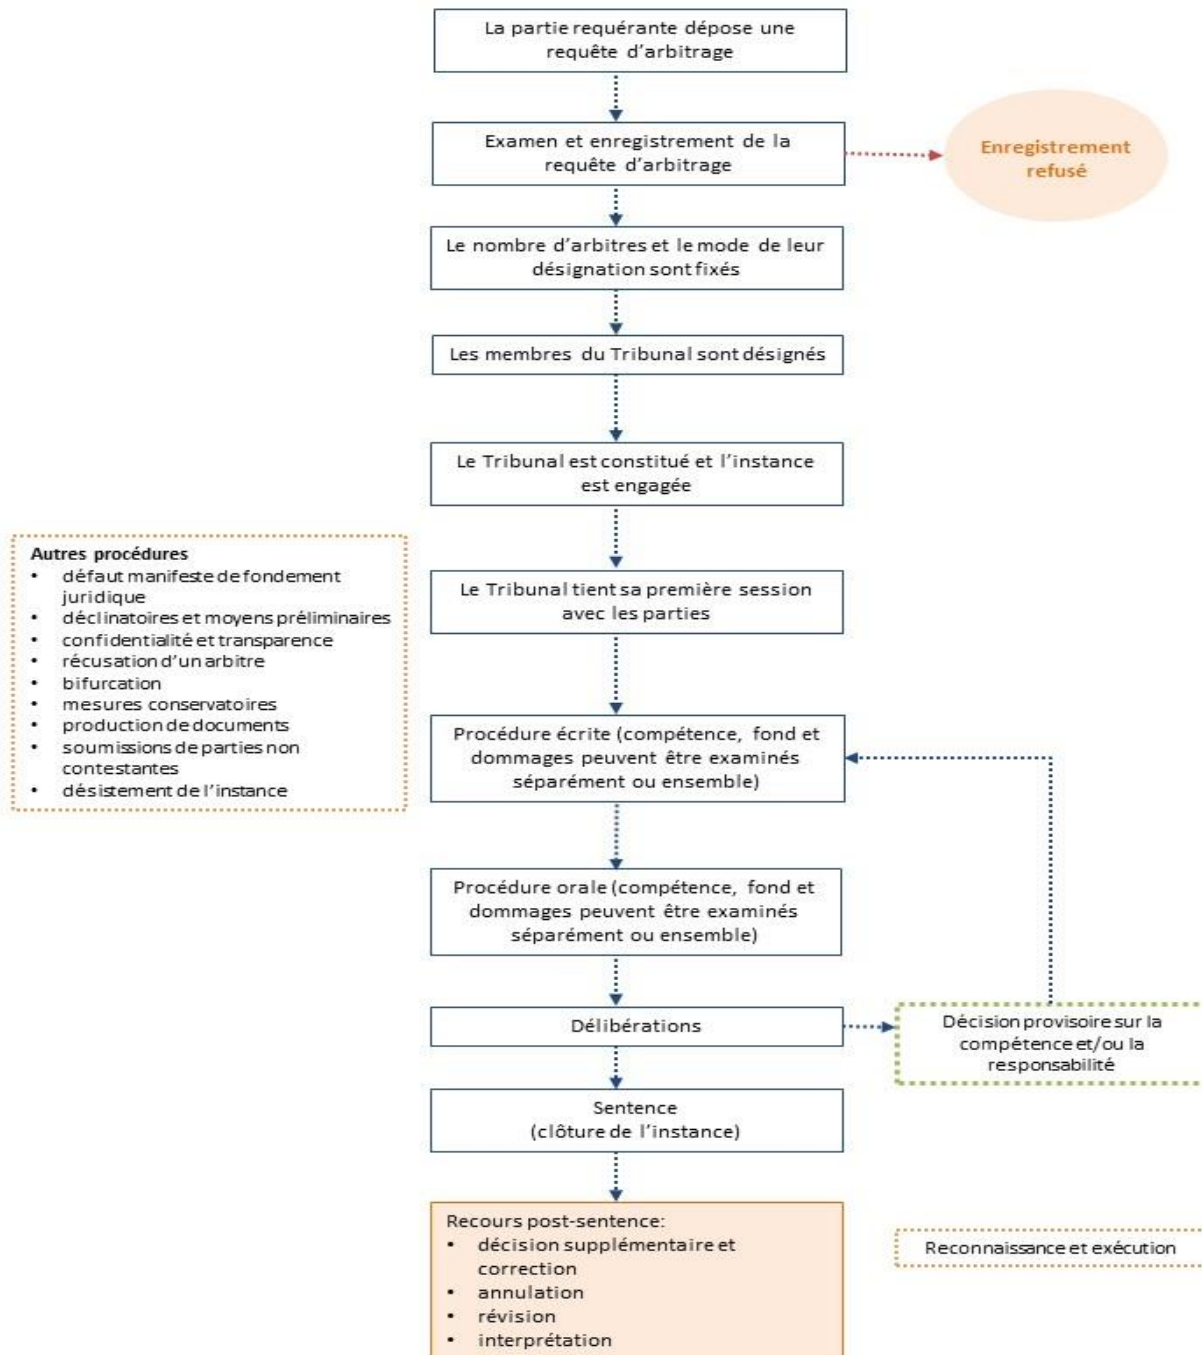 La partie requérante dépose une
requête d’arbitrage
Examen et enregistrement de la
requête d’arbitrage
Enregistrement
refusé
Le nombre d’arbitres et le mode de leur
désignation sont fixés
Les membres du Tribunal sont désignés
Le Tribunal est constitué et l’instance
est engagée
Autres procédures
• défaut manifeste de fondement
juridique
• déclinatoires et moyens préliminaires
• confidentialité et transparence
• récusation d’un arbitre
• bifurcation
• mesures conservatoires
• production de documents
• soumissions de parties non
contestantes
• désistement de l’instance
Le Tribunal tient sa première session
avec les parties
Procédure écrite (compétence, fond et
dommages peuvent être examinés
séparément ou ensemble)
Procédure orale (compétence, fond et
dommages peuvent être examinés
séparément ou ensemble)
Délibérations
Décision provisoire sur la
compétence et/ou la
responsabilité
Sentence
(clôture de l’instance)
Recours post-sentence:
• décision supplémentaire et
correction
• annulation
• révision
• interprétation
Reconnaissance et exécution